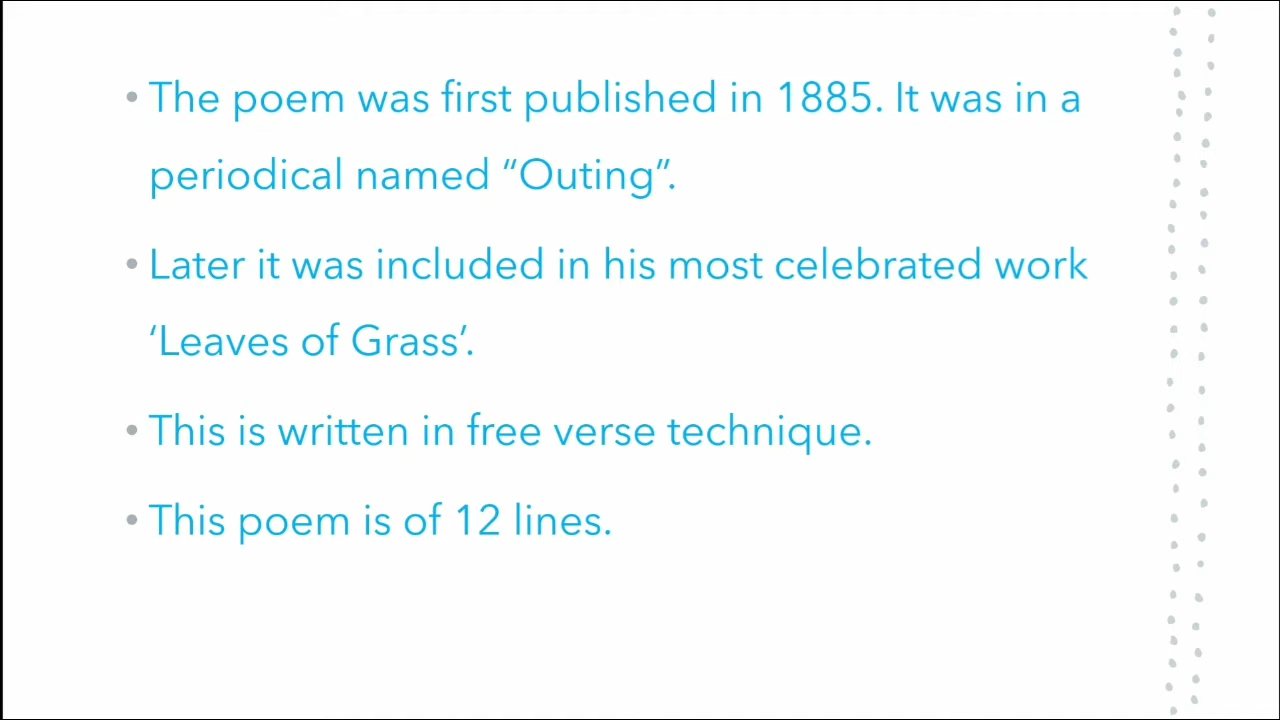 • The poem was first published in 1885. It was in a
periodical named “Outing”.
• Later it was included in his most celebrated work
‘Leaves of Grass’.
• This is written in free verse technique.
• This poem is of 12 lines.